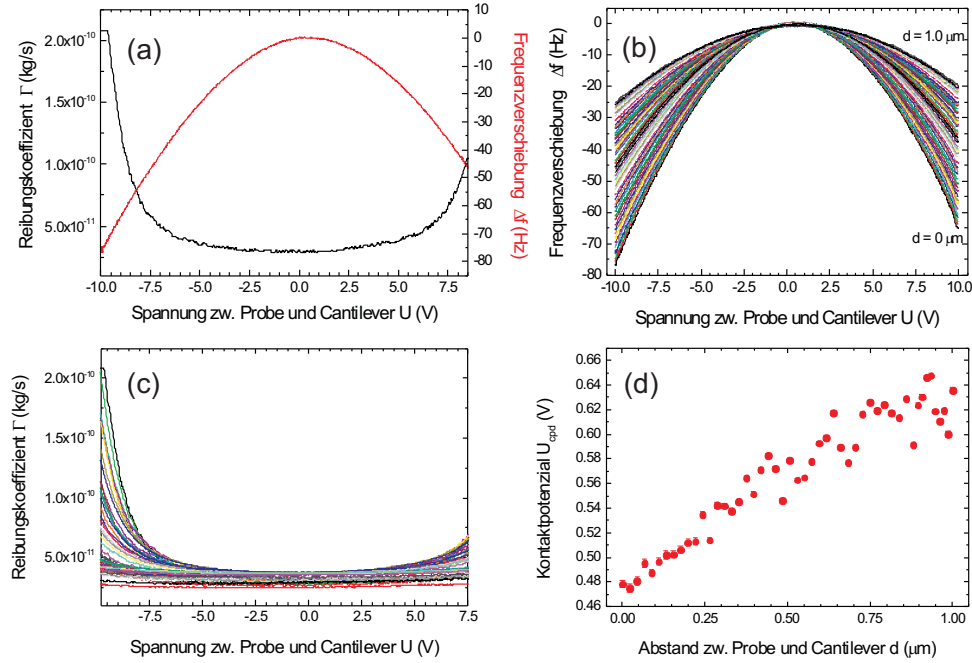 (a)
Reibungskoeffizient Γ (kg/s)
2.0x10⁻¹⁰
1.5x10⁻¹⁰
1.0x10⁻¹⁰
5.0x10⁻¹¹
10
0
-10
-20
-30
-40
-50
-60
-70
-80
Frequenzverschiebung Δf (Hz)
-10.0 -7.5 -5.0 -2.5 0.0 2.5 5.0 7.5
Spannung zw. Probe und Cantilever U (V)
(b)
d = 1.0 μm
d = 0 μm
Frequenzverschiebung Δf (Hz)
0
-10
-20
-30
-40
-50
-60
-70
-80
-10.0 -7.5 -5.0 -2.5 0.0 2.5 5.0 7.5 10.0
Spannung zw. Probe und Cantilever U (V)
(c)
Reibungskoeffizient Γ (kg/s)
2.0x10⁻¹⁰
1.5x10⁻¹⁰
1.0x10⁻¹⁰
5.0x10⁻¹¹
-7.5 -5.0 -2.5 0.0 2.5 5.0 7.5
Spannung zw. Probe und Cantilever U (V)
(d)
Kontaktpotenzial U_cpd (V)
0.66
0.64
0.62
0.60
0.58
0.56
0.54
0.52
0.50
0.48
0.46
0.00 0.25 0.50 0.75 1.00
Abstand zw. Probe und Cantilever d (μm)